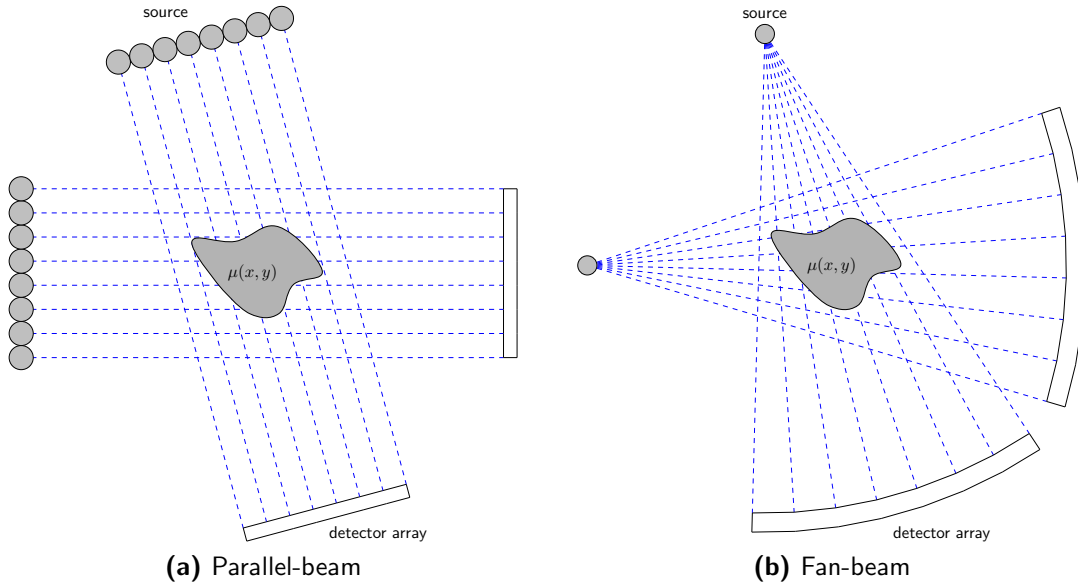 source
μ(x, y)
detector array
(a) Parallel-beam
source
μ(x, y)
detector array
(b) Fan-beam